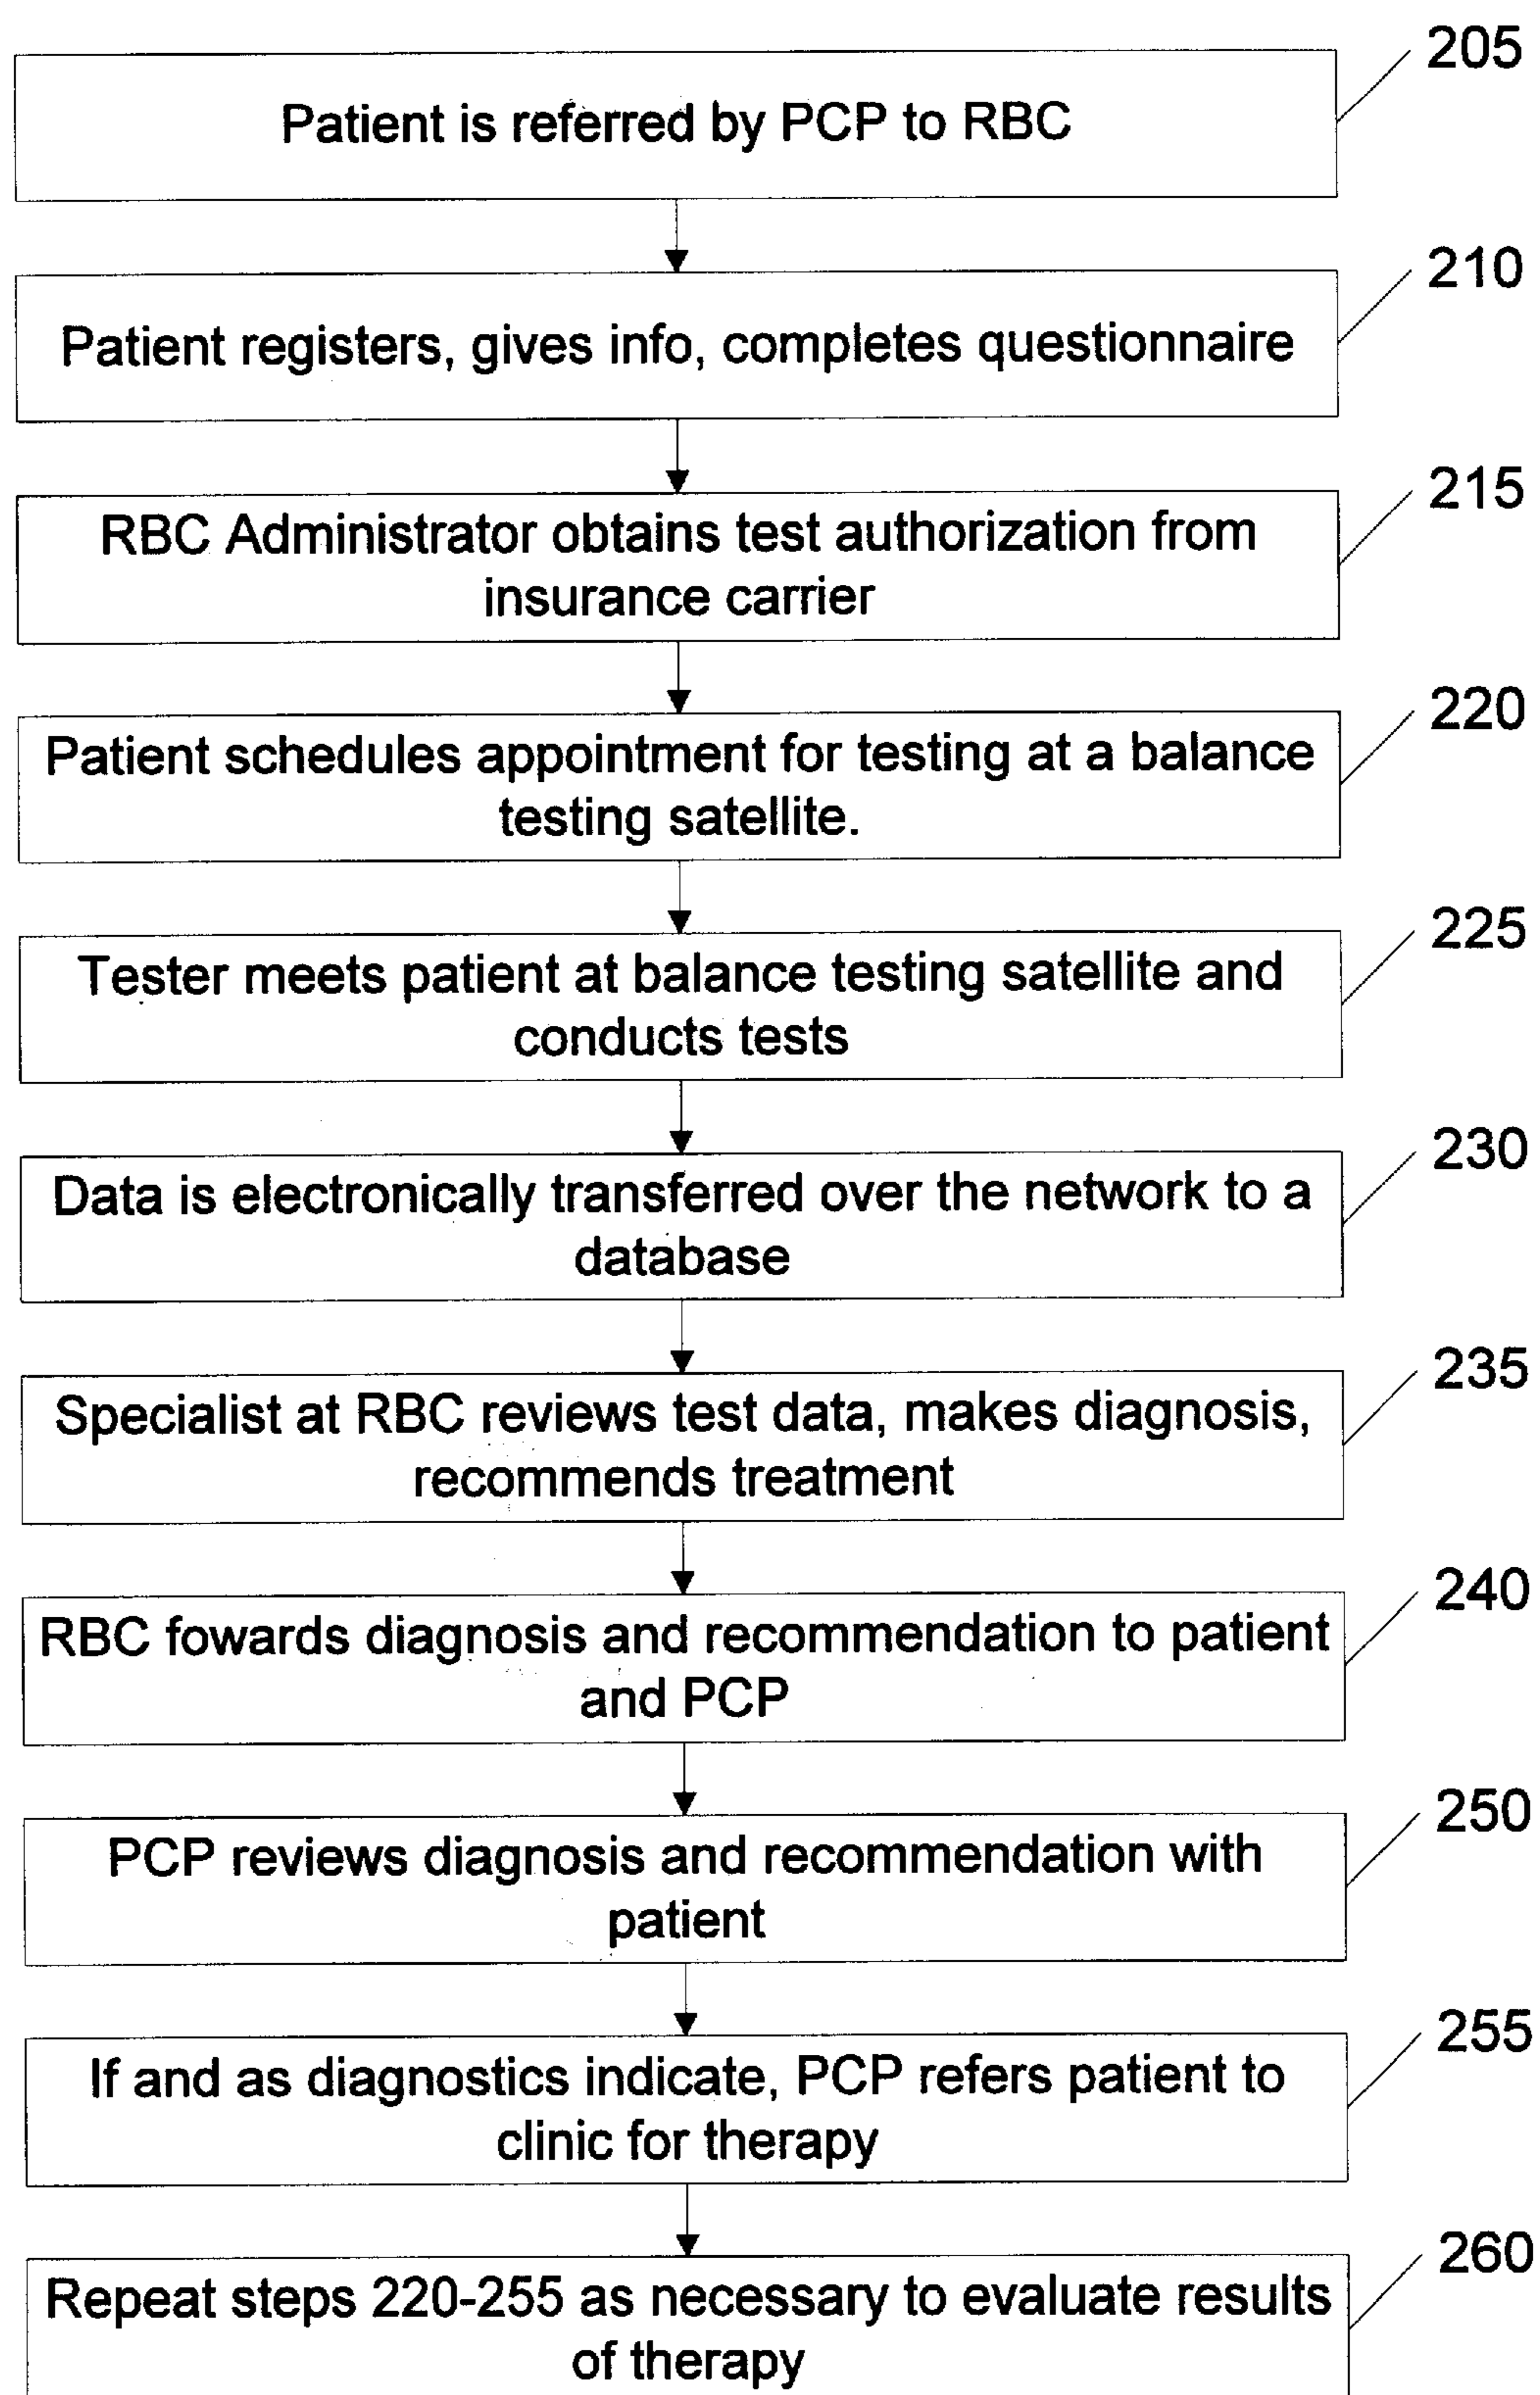 205
Patient is referred by PCP to RBC
210
Patient registers, gives info, completes questionnaire
215
RBC Administrator obtains test authorization from
insurance carrier
220
Patient schedules appointment for testing at a balance
testing satellite.
225
Tester meets patient at balance testing satellite and
conducts tests
230
Data is electronically transferred over the network to a
database
235
Specialist at RBC reviews test data, makes diagnosis,
recommends treatment
240
RBC fowards diagnosis and recommendation to patient
and PCP
250
PCP reviews diagnosis and recommendation with
patient
255
If and as diagnostics indicate, PCP refers patient to
clinic for therapy
260
Repeat steps 220-255 as necessary to evaluate results
of therapy